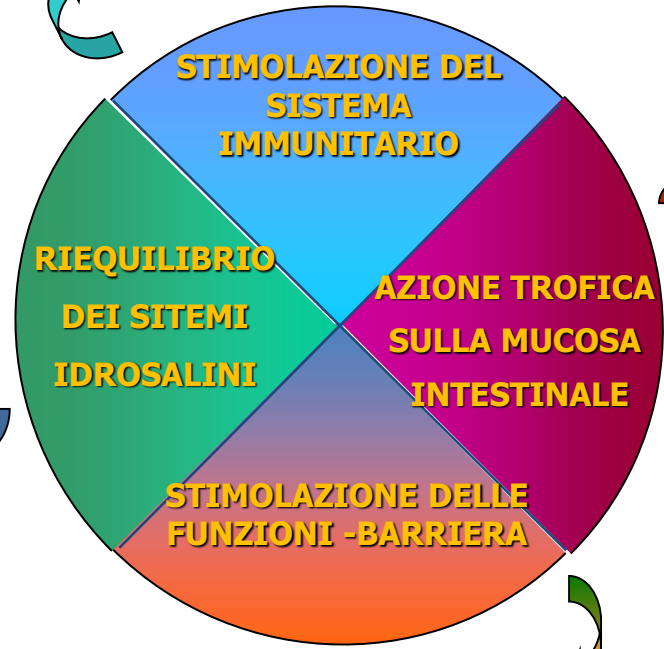 STIMOLAZIONE DEL
SISTEMA
IMMUNITARIO
RIEQUILIBRIO
DEI SITEMI
IDROSALINI
AZIONE TROFICA
SULLA MUCOSA
INTESTINALE
STIMOLAZIONE DELLE
FUNZIONI -BARRIERA